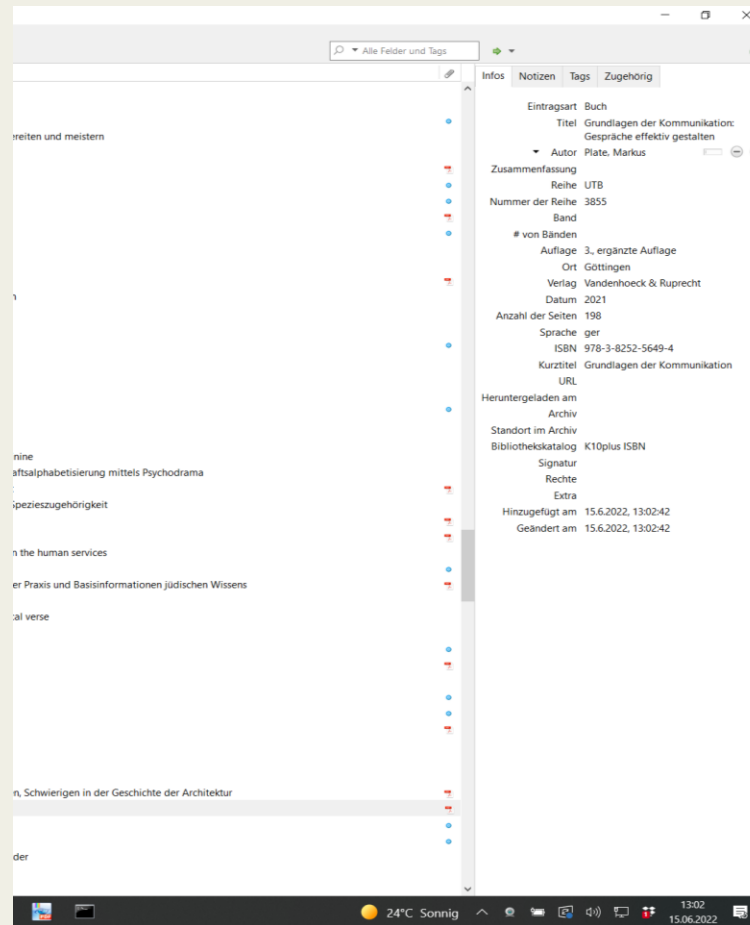 Alle Felder und Tags
Infos Notizen Tags Zugehörig
ereiten und meistern
n
nine
aftsalphabetisierung mittels Psychodrama
Spezieszugehörigkeit
n the human services
er Praxis und Basisinformationen jüdischen Wissens
tal verse
n, Schwierigen in der Geschichte der Architektur
der
Eintragsart Buch
Titel Grundlagen der Kommunikation:
Gespräche effektiv gestalten
Autor Plate, Markus
Zusammenfassung
Reihe UTB
Nummer der Reihe 3855
Band
# von Bänden
Auflage 3., ergänzte Auflage
Ort Göttingen
Verlag Vandenhoeck & Ruprecht
Datum 2021
Anzahl der Seiten 198
Sprache ger
ISBN 978-3-8252-5649-4
Kurztitel Grundlagen der Kommunikation
URL
Heruntergeladen am
Archiv
Standort im Archiv
Bibliothekskatalog K10plus ISBN
Signatur
Rechte
Extra
Hinzugefügt am 15.6.2022, 13:02:42
Geändert am 15.6.2022, 13:02:42
24°C Sonnig
13:02
15.06.2022